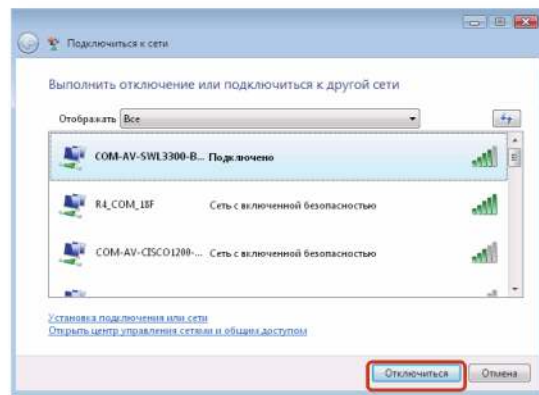 Подключиться к сети
Выполнить отключение или подключиться к другой сети
Отображать Все
COM-AV-SWL3300-B... Подключено
R4_COM_18F Сеть с включенной безопасностью
COM-AV-CISCO1200-... Сеть с включенной безопасностью
Установка подключения или сети
Открыть центр управления сетями и общим доступом
Отключиться Отмена